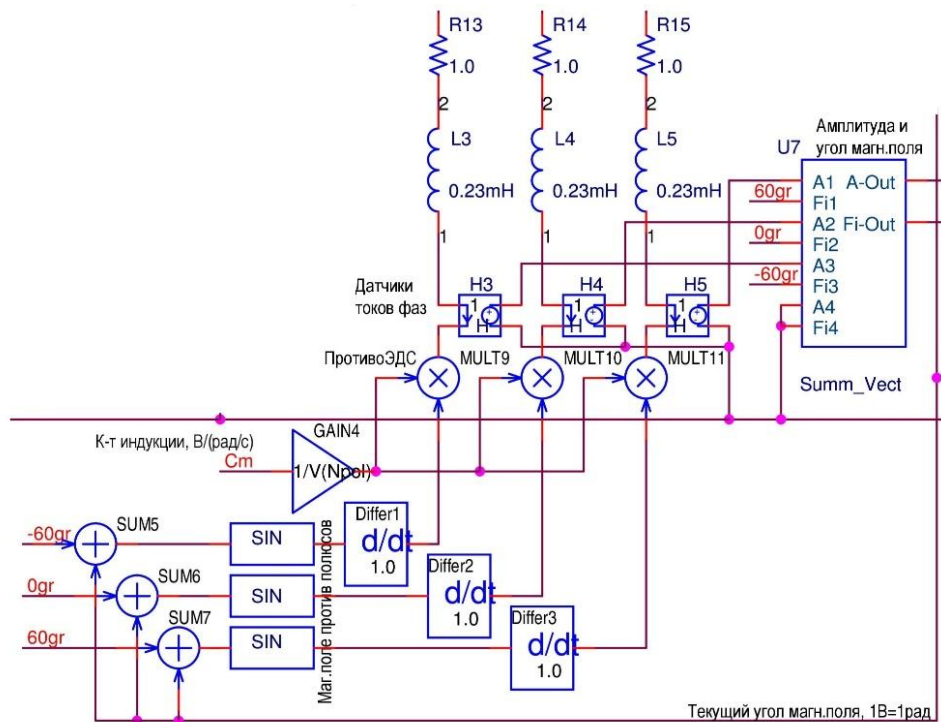 R13
R14
R15
1.0
1.0
1.0
2
2
2
L3
L4
L5
0.23mH
0.23mH
0.23mH
1
1
1
Амплитуда и
угол магн.поля
U7
A1
A-Out
60gr
Fi1
A2
Fi-Out
0gr
Fi2
A3
-60gr
Fi3
A4
Fi4
Summ_Vect
Датчики
токов фаз
H3
H4
H5
1
1
1
H
H
H
ПротивоЭДС
MULT9
MULT10
MULT11
К-т индукции, В/(рад/с)
GAIN4
Cm
1/V(Npol)
-60gr
SUM5
SIN
Differ1
d/dt
1.0
0gr
SUM6
SIN
Differ2
d/dt
1.0
60gr
SUM7
SIN
Differ3
d/dt
1.0
Маг.поле против полюсов
Текущий угол магн.поля, 1В=1рад